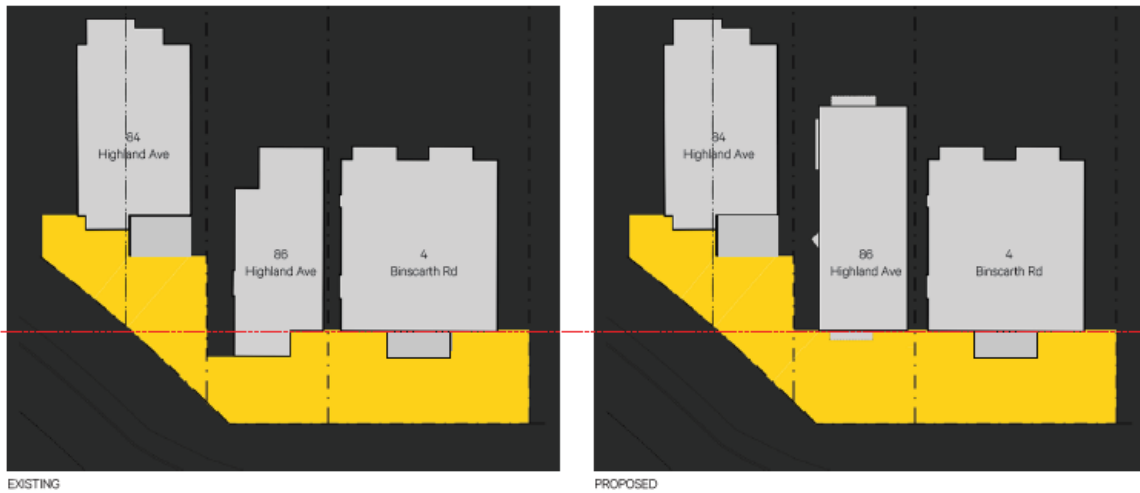 84
Highland Ave
86
Highland Ave
4
Binscarth Rd
EXISTING
84
Highland Ave
86
Highland Ave
4
Binscarth Rd
PROPOSED